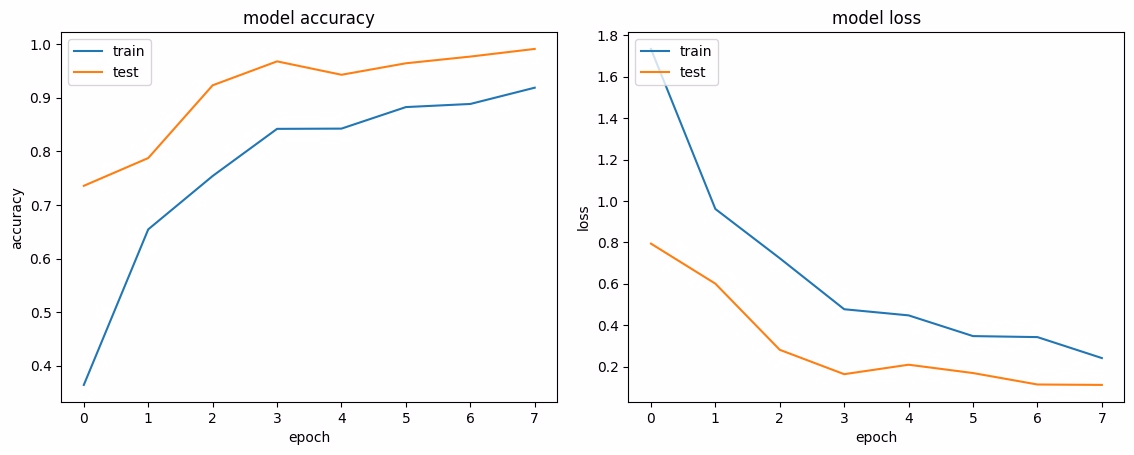 model accuracy
train
test
1.0
0.9
0.8
0.7
0.6
0.5
0.4
accuracy
0 1 2 3 4 5 6 7
epoch
model loss
train
test
1.8
1.6
1.4
1.2
1.0
0.8
0.6
0.4
0.2
loss
0 1 2 3 4 5 6 7
epoch